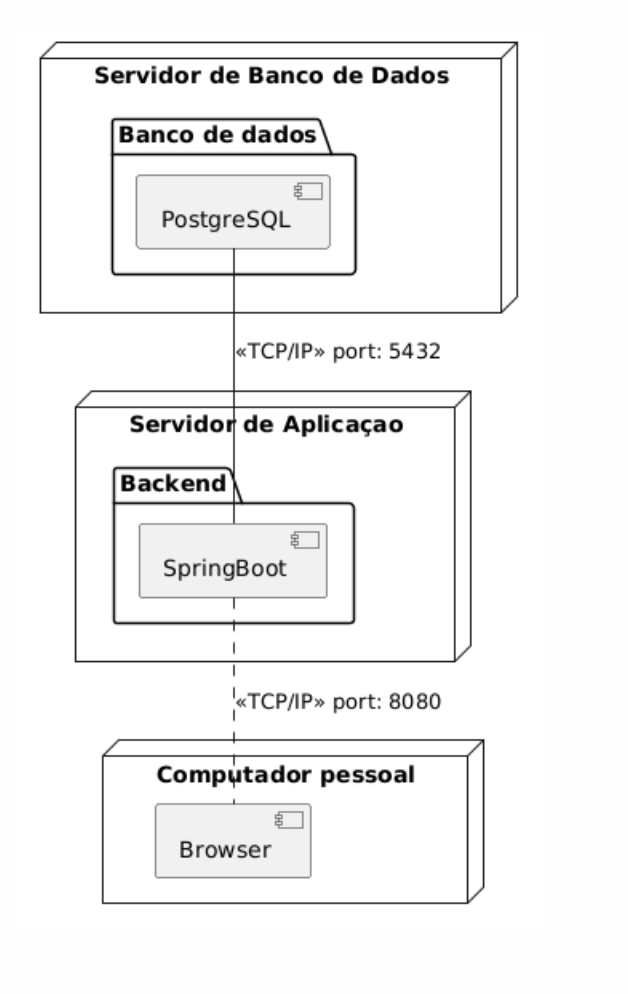 Servidor de Banco de Dados
Banco de dados
PostgreSQL
«TCP/IP» port: 5432
Servidor de Aplicaçao
Backend
SpringBoot
«TCP/IP» port: 8080
Computador pessoal
Browser